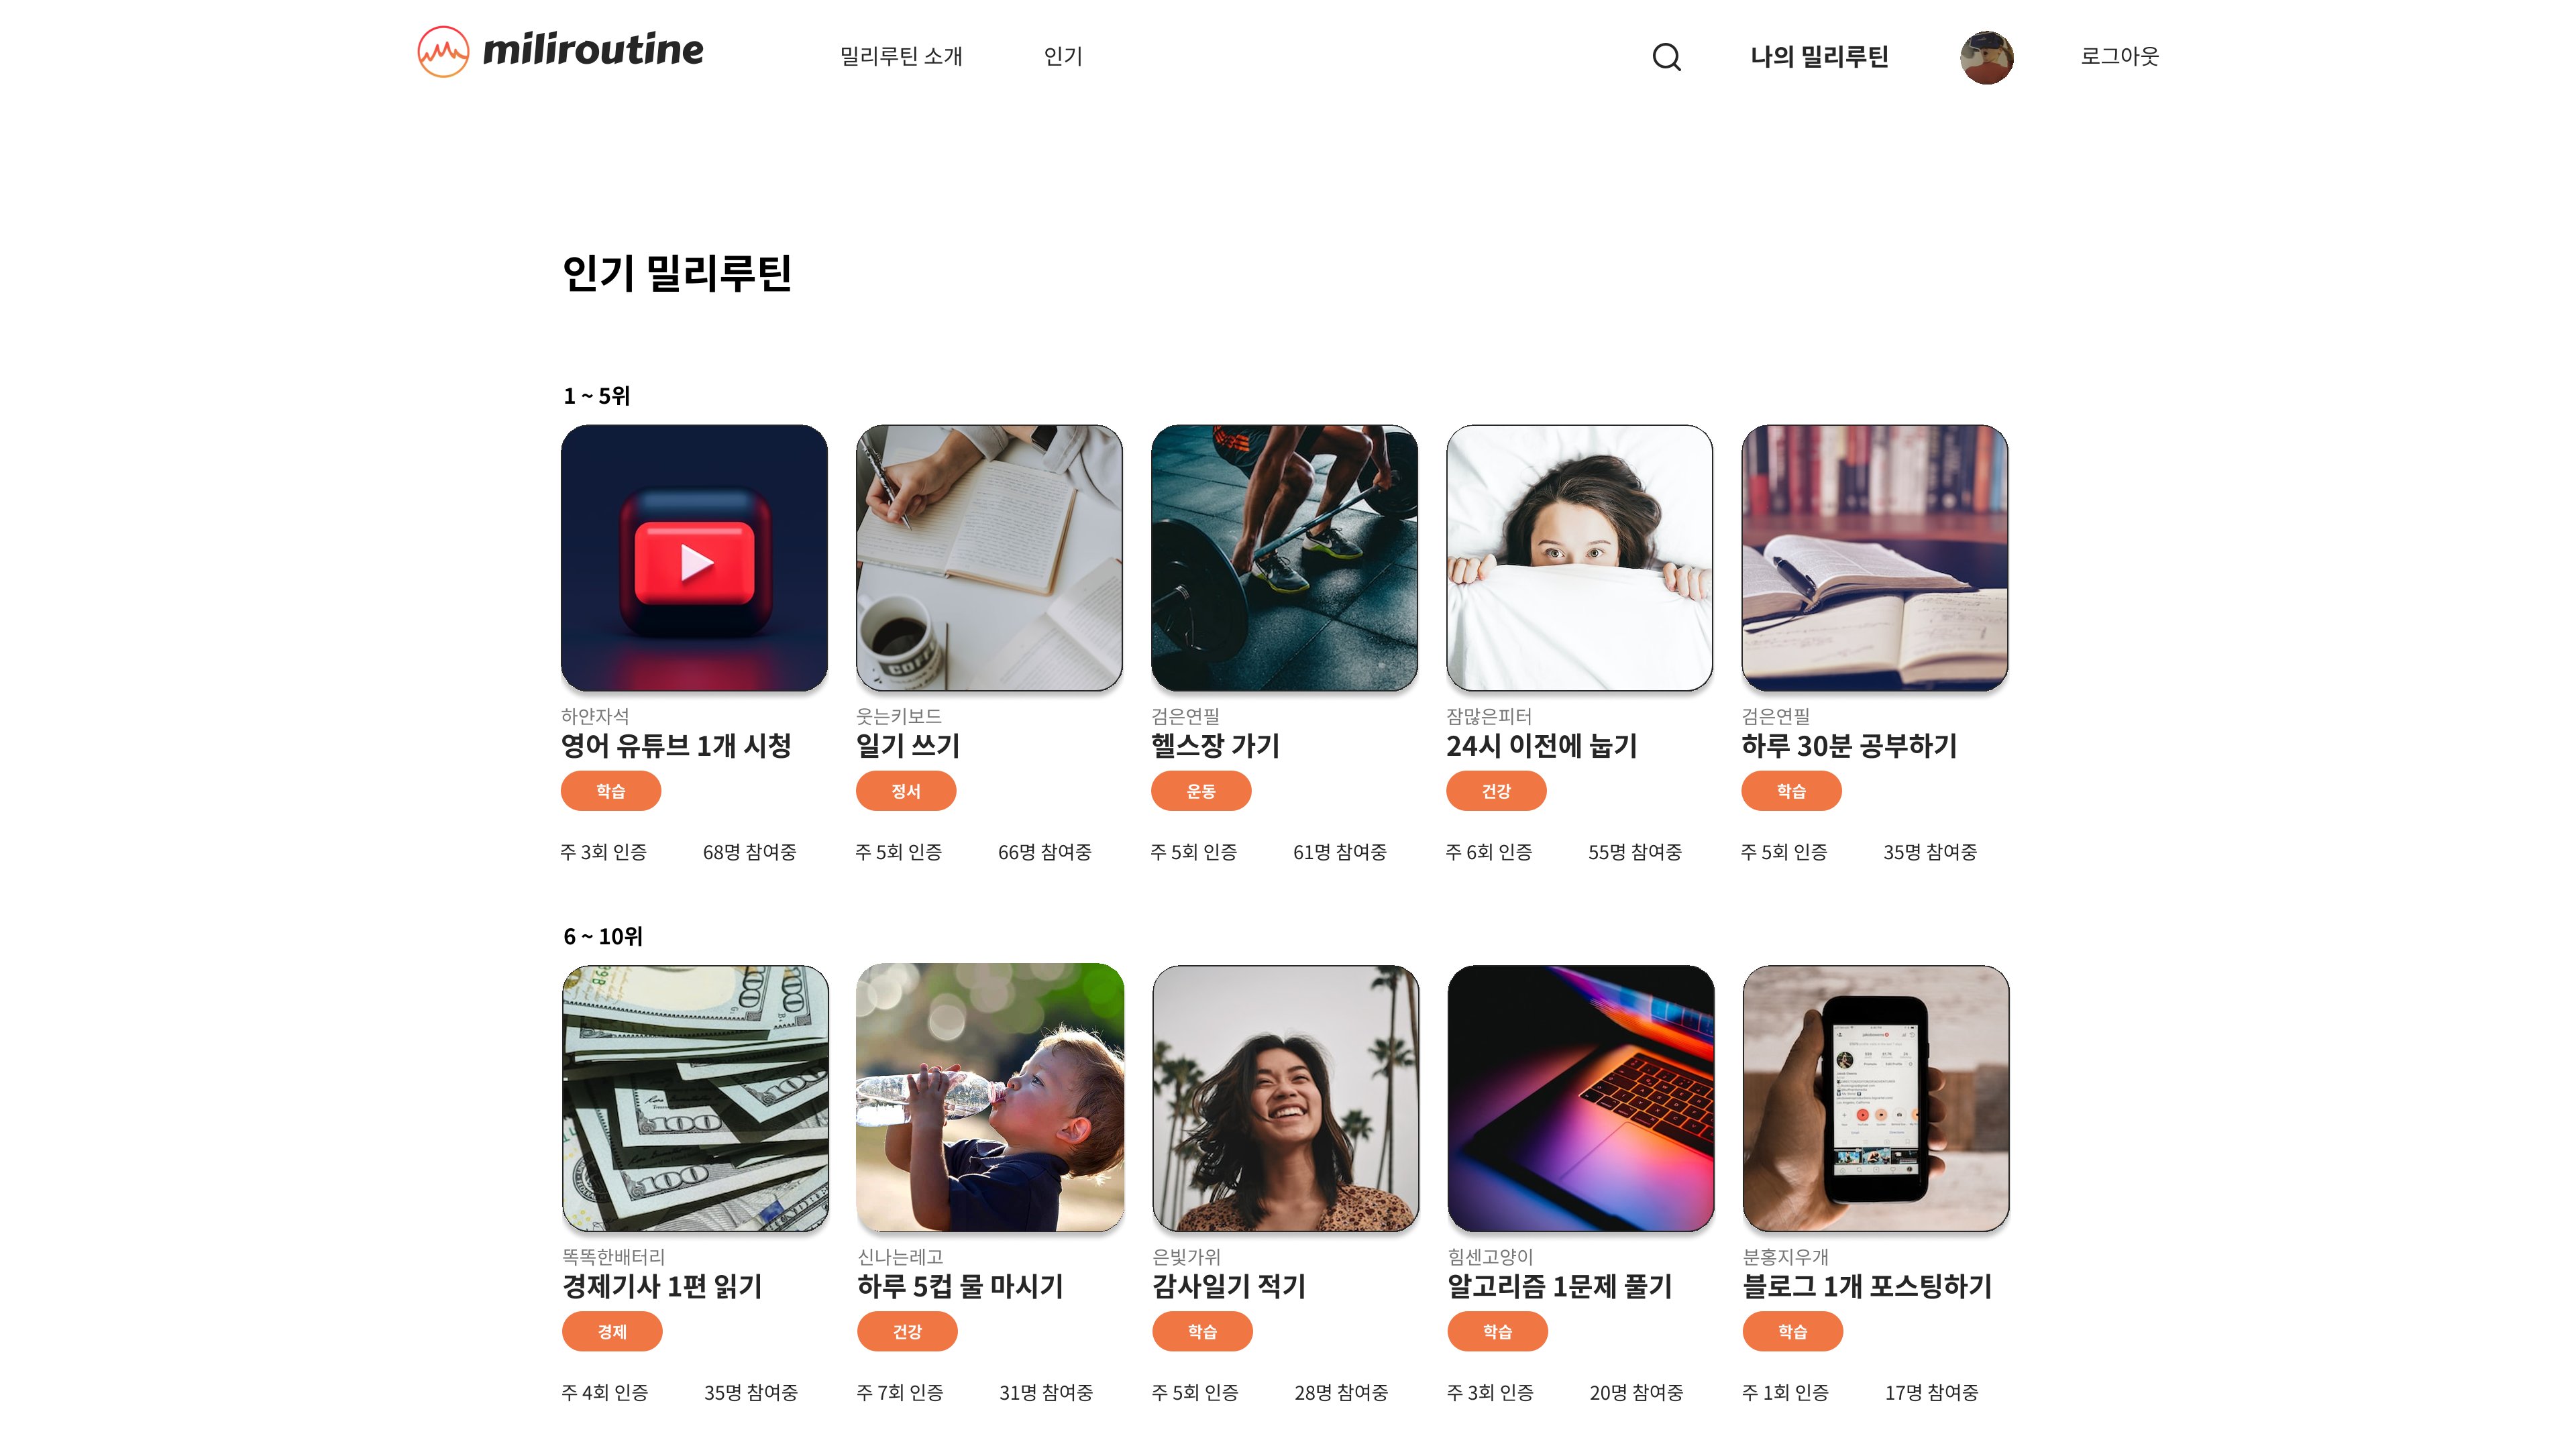 miliroutine
밀리루틴 소개
인기
나의 밀리루틴
로그아웃
인기 밀리루틴
1 ~ 5위
하얀자석
영어 유튜브 1개 시청
학습
주 3회 인증 68명 참여중
COFF
웃는키보드
일기 쓰기
정서
주 5회 인증 66명 참여중
검은연필
헬스장 가기
운동
주 5회 인증 61명 참여중
잠많은피터
24시 이전에 눕기
건강
주 6회 인증 55명 참여중
검은연필
하루 30분 공부하기
학습
주 5회 인증 35명 참여중
6 ~ 10위
100
100
100
똑똑한배터리
경제기사 1편 읽기
경제
주 4회 인증 35명 참여중
신나는레고
하루 5컵 물 마시기
건강
주 7회 인증 31명 참여중
은빛가위
감사일기 적기
학습
주 5회 인증 28명 참여중
힘센고양이
알고리즘 1문제 풀기
학습
주 3회 인증 20명 참여중
분홍지우개
블로그 1개 포스팅하기
학습
주 1회 인증 17명 참여중